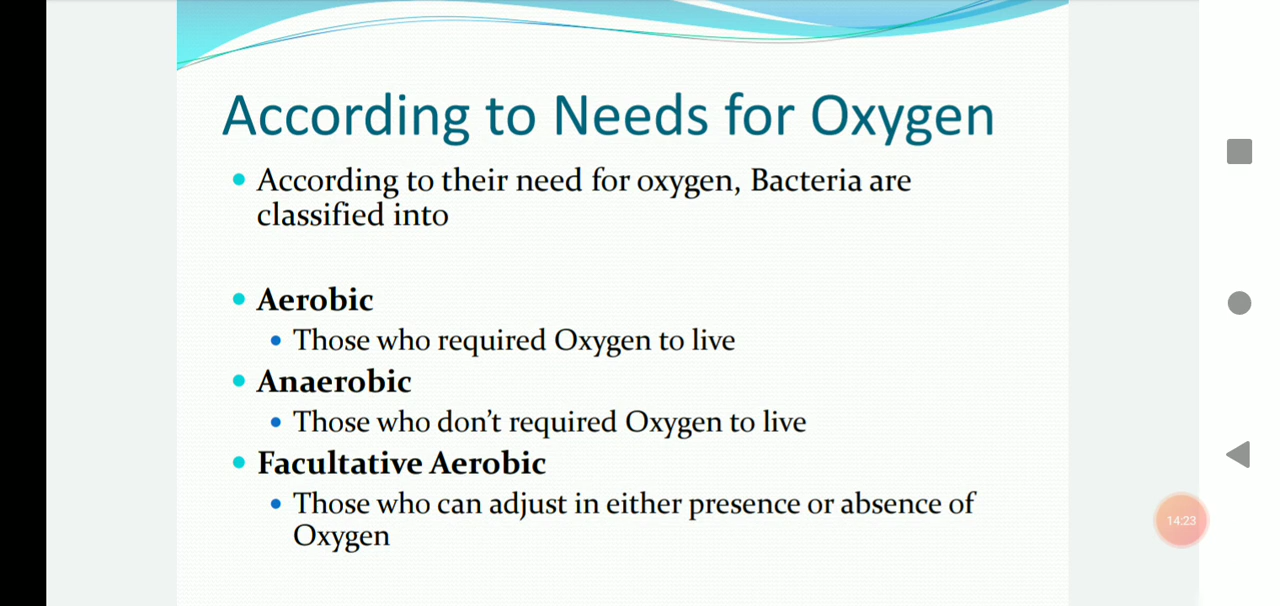 According to Needs for Oxygen
According to their need for oxygen, Bacteria are
classified into
Aerobic
Those who required Oxygen to live
Anaerobic
Those who don't required Oxygen to live
Facultative Aerobic
Those who can adjust in either presence or absence of
Oxygen
14:23